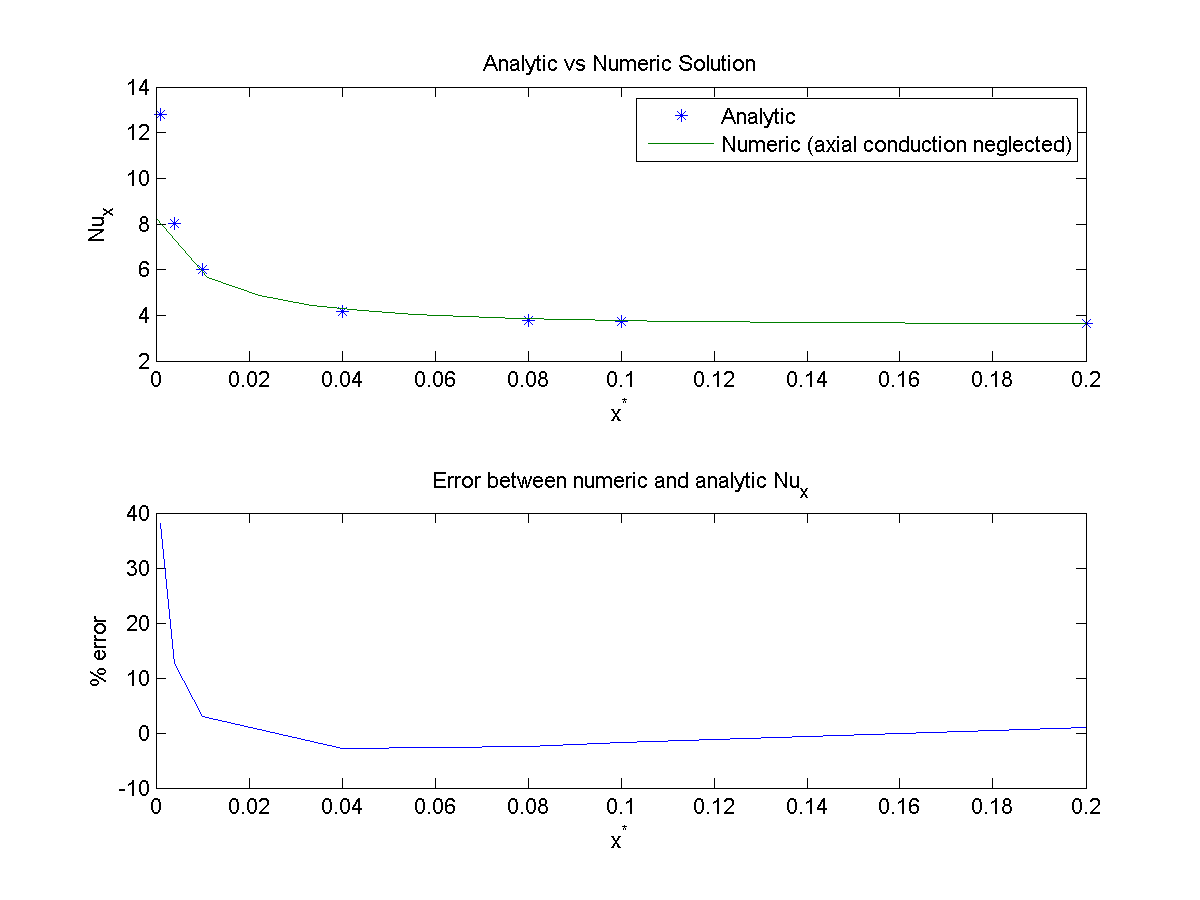 Analytic vs Numeric Solution
14
12
10
8
6
4
2
Nu_x
Analytic
Numeric (axial conduction neglected)
0 0.02 0.04 0.06 0.08 0.1 0.12 0.14 0.16 0.18 0.2
x^*
Error between numeric and analytic Nu_x
40
30
20
10
0
-10
% error
0 0.02 0.04 0.06 0.08 0.1 0.12 0.14 0.16 0.18 0.2
x^*